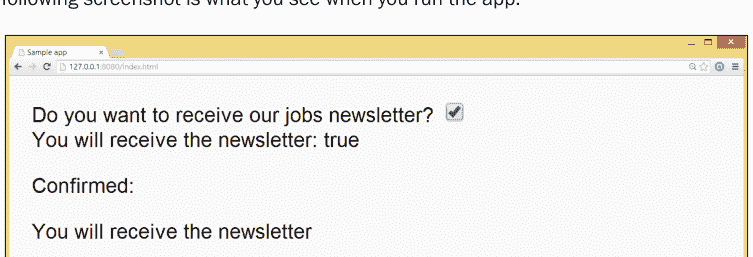 following screenshot is what you see when you run the app:
Sample app
127.0.0.1:8080/index.html
Do you want to receive our jobs newsletter?
You will receive the newsletter: true
Confirmed:
You will receive the newsletter